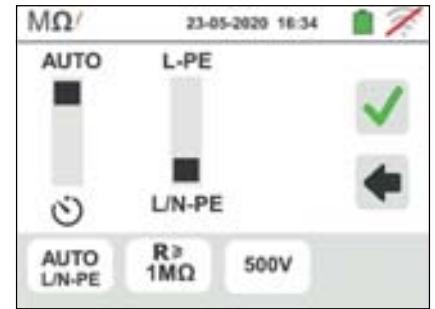 MΩ/ 23-05-2020 16:34
AUTO L-PE
L/N-PE
AUTO R≥ 500V
L/N-PE 1MΩ